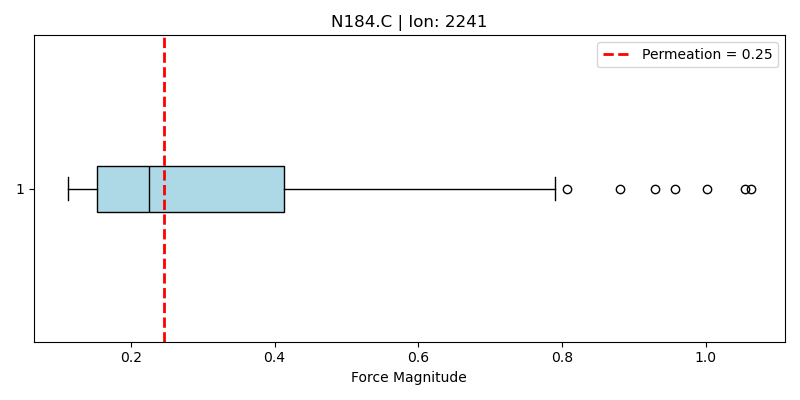 N184.C | Ion: 2241
Permeation = 0.25
1
0.2 0.4 0.6 0.8 1.0
Force Magnitude